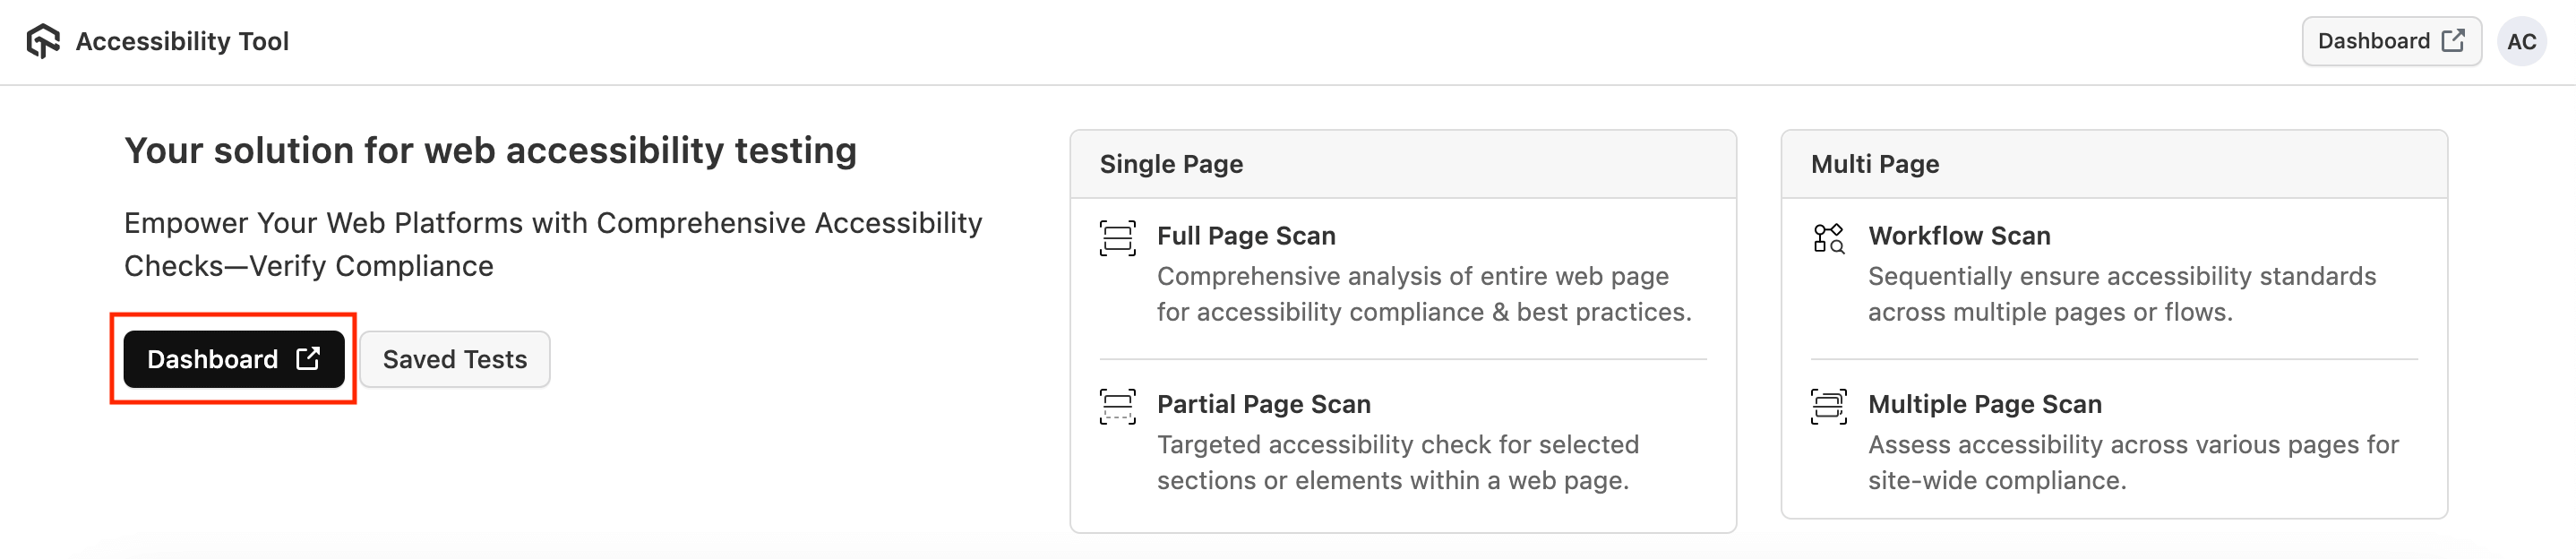 Accessibility Tool
Dashboard
AC
Your solution for web accessibility testing
Empower Your Web Platforms with Comprehensive Accessibility
Checks—Verify Compliance
Dashboard
Saved Tests
Single Page
Full Page Scan
Comprehensive analysis of entire web page
for accessibility compliance & best practices.
Partial Page Scan
Targeted accessibility check for selected
sections or elements within a web page.
Multi Page
Workflow Scan
Sequentially ensure accessibility standards
across multiple pages or flows.
Multiple Page Scan
Assess accessibility across various pages for
site-wide compliance.